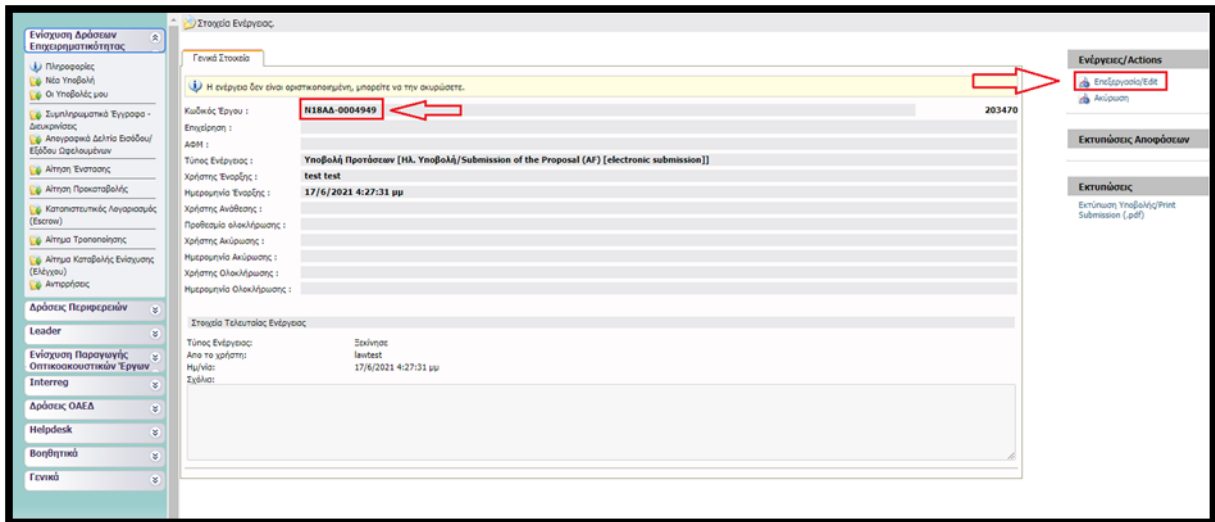 Ενίσχυση Δράσεων
Επιχειρηματικότητας
Πληροφορίες
Νέα Υποβολή
Οι Υποβολές μου
Συμπληρωματικά Έγγραφα -
Διευκρινίσεις
Απογραφικά Δελτία Εισόδου/
Εξόδου Ωφελουμένων
Αίτηση Ένστασης
Αίτηση Προκαταβολής
Καταπιστευτικός Λογαριασμός
(Escrow)
Αίτημα Τροποποίησης
Αίτημα Καταβολής Ενίσχυσης
(Ελέγχου)
Αντιρρήσεις
Δράσεις Περιφερειών
Leader
Ενίσχυση Παραγωγής
Οπτικοακουστικών Έργων
Interreg
Δράσεις ΟΑΕΔ
Helpdesk
Βοηθητικά
Γενικά
Στοιχεία Ενέργειας.
Γενικά Στοιχεία
Η ενέργεια δεν είναι οριστικοποιημένη, μπορείτε να την ακυρώσετε.
Κωδικός Έργου : Ν18ΑΔ-0004949 203470
Επιχείρηση :
ΑΦΜ :
Τύπος Ενέργειας : Υποβολή Προτάσεων [Ηλ. Υποβολή/Submission of the Proposal (AF) [electronic submission]]
Χρήστης Έναρξης : test test
Ημερομηνία Έναρξης : 17/6/2021 4:27:31 μμ
Χρήστης Ανάθεσης :
Προθεσμία ολοκλήρωσης :
Χρήστης Ακύρωσης :
Ημερομηνία Ακύρωσης :
Χρήστης Ολοκλήρωσης :
Ημερομηνία Ολοκλήρωσης :
Στοιχεία Τελευταίας Ενέργειας
Τύπος Ενέργειας: Ξεκίνησε
Απο το χρήστη: lawtest
Ημ/νία: 17/6/2021 4:27:31 μμ
Σχόλια:
Ενέργειες/Actions
Επεξεργασία/Edit
Ακύρωση
Εκτυπώσεις Αποφάσεων
Εκτυπώσεις
Εκτύπωση Υποβολής/Print
Submission (.pdf)